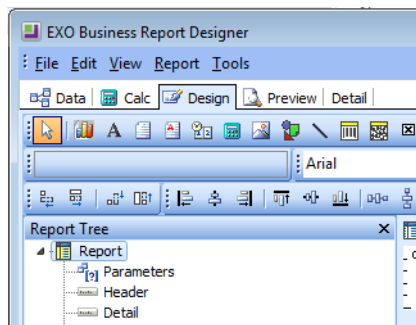 EXO Business Report Designer
File Edit View Report Tools
Data Calc Design Preview Detail
A
Arial
Report Tree
Report
Parameters
Header
Detail